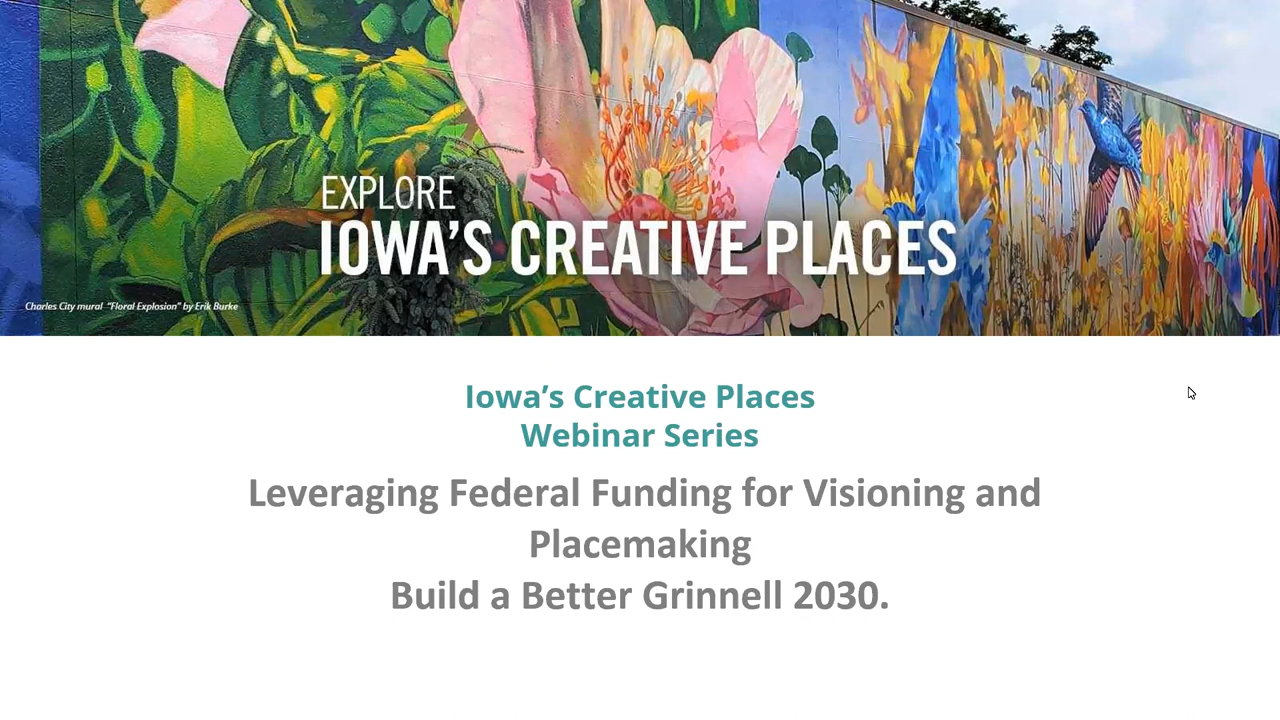 EXPLORE
IOWA'S CREATIVE PLACES
Charles City mural "Floral Explosion" by Erik Burke
Iowa's Creative Places
Webinar Series
Leveraging Federal Funding for Visioning and
Placemaking
Build a Better Grinnell 2030.